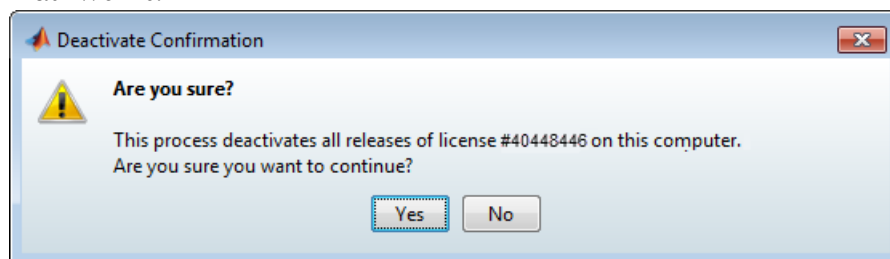 Deactivate Confirmation
Are you sure?
This process deactivates all releases of license #40448446 on this computer.
Are you sure you want to continue?
Yes No